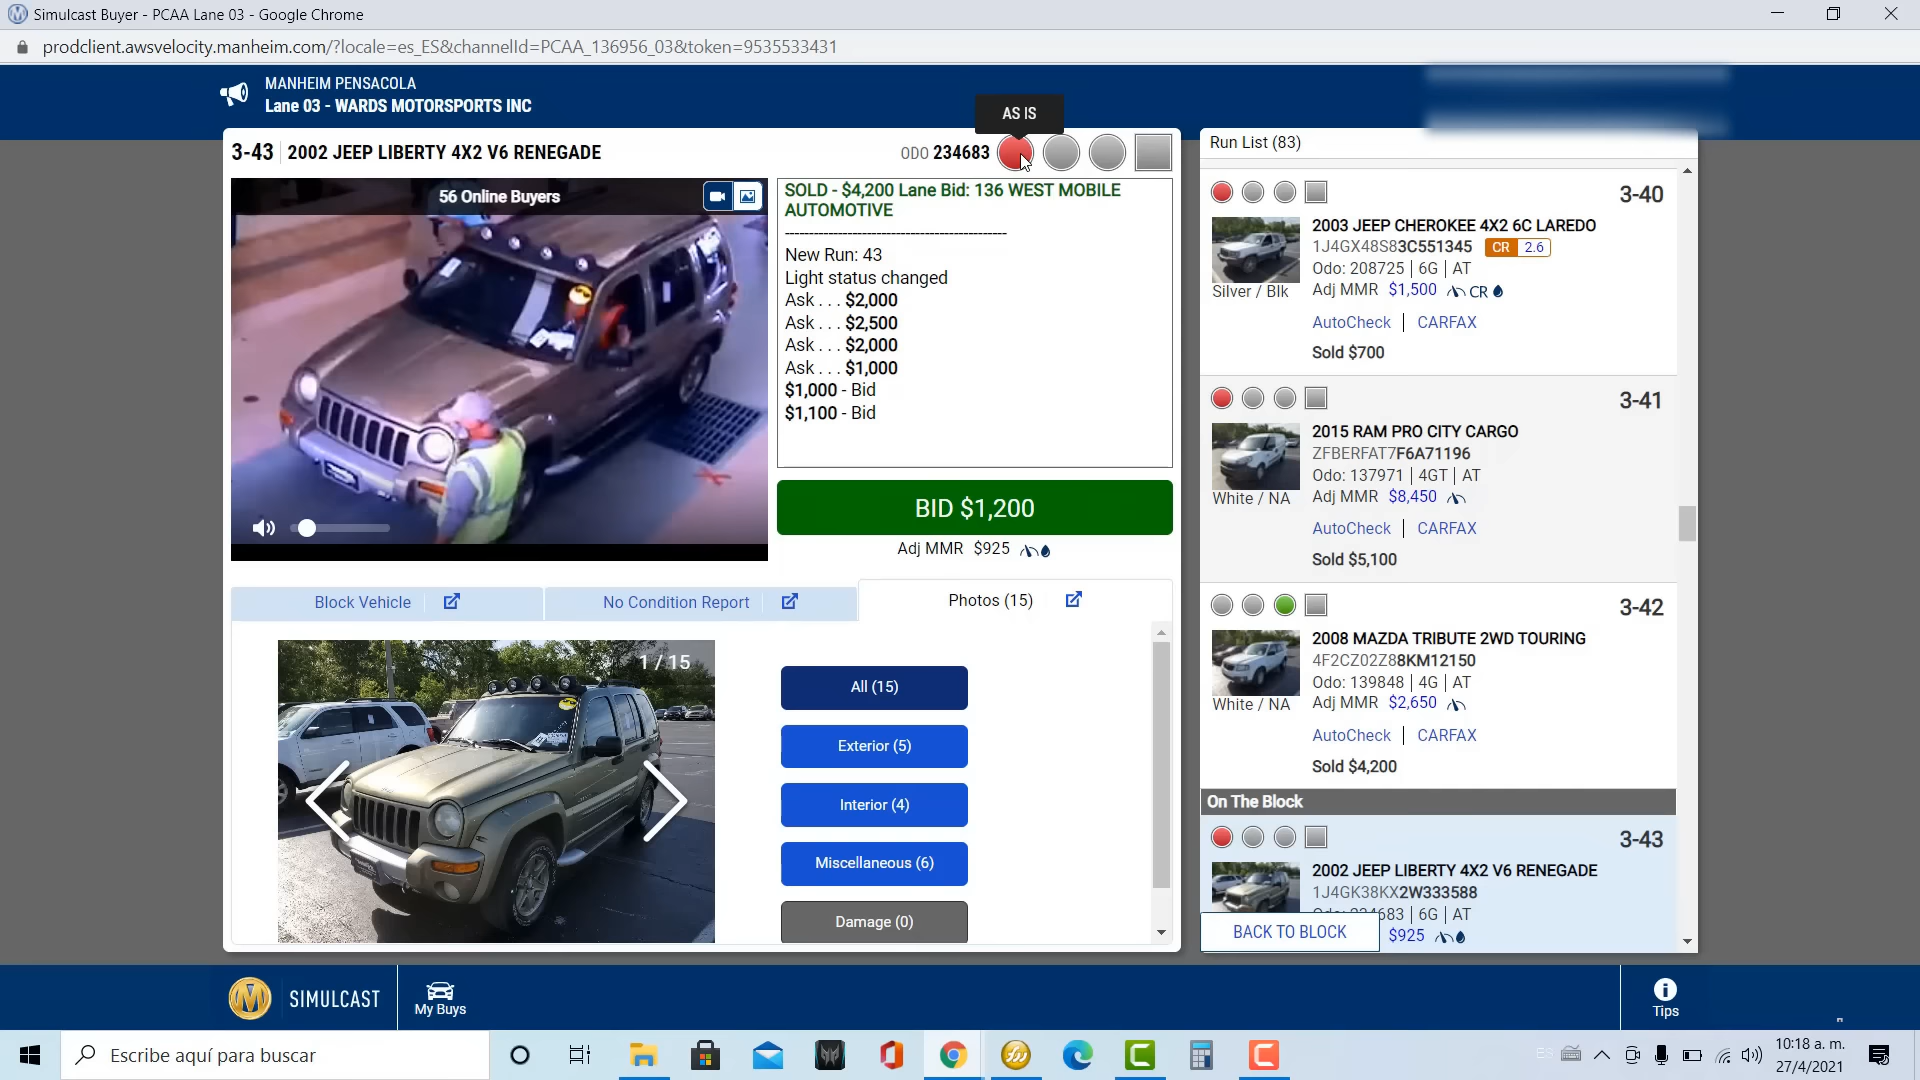 Simulcast Buyer - PCAA Lane 03 - Google Chrome
prodclient.awsvelocity.manheim.com/?locale=es_ES&channelId=PCAA_136956_03&token=9535533431
MANHEIM PENSACOLA
Lane 03 - WARDS MOTORSPORTS INC
AS IS
3-43 2002 JEEP LIBERTY 4X2 V6 RENEGADE
ODO 234683
56 Online Buyers
SOLD - $4,200 Lane Bid: 136 WEST MOBILE
AUTOMOTIVE
-----------------------------------------------
New Run: 43
Light status changed
Ask . . . $2,000
Ask . . . $2,500
Ask . . . $2,000
Ask . . . $1,000
$1,000 - Bid
$1,100 - Bid
BID $1,200
Adj MMR $925
Block Vehicle
No Condition Report
Photos (15)
1 / 15
All (15)
Exterior (5)
Interior (4)
Miscellaneous (6)
Damage (0)
Run List (83)
3-40
2003 JEEP CHEROKEE 4X2 6C LAREDO
1J4GX48S83C551345 CR 2.6
Odo: 208725 | 6G | AT
Silver / Blk
Adj MMR $1,500 CR
AutoCheck | CARFAX
Sold $700
3-41
2015 RAM PRO CITY CARGO
ZFBERFAT7F6A71196
Odo: 137971 | 4GT | AT
White / NA
Adj MMR $8,450
AutoCheck | CARFAX
Sold $5,100
3-42
2008 MAZDA TRIBUTE 2WD TOURING
4F2CZ02Z88KM12150
Odo: 139848 | 4G | AT
White / NA
Adj MMR $2,650
AutoCheck | CARFAX
Sold $4,200
On The Block
3-43
2002 JEEP LIBERTY 4X2 V6 RENEGADE
1J4GK38KX2W333588
Odo: 234683 | 6G | AT
BACK TO BLOCK
$925
SIMULCAST
My Buys
Tips
Escribe aquí para buscar
ES
10:18 a. m.
27/4/2021